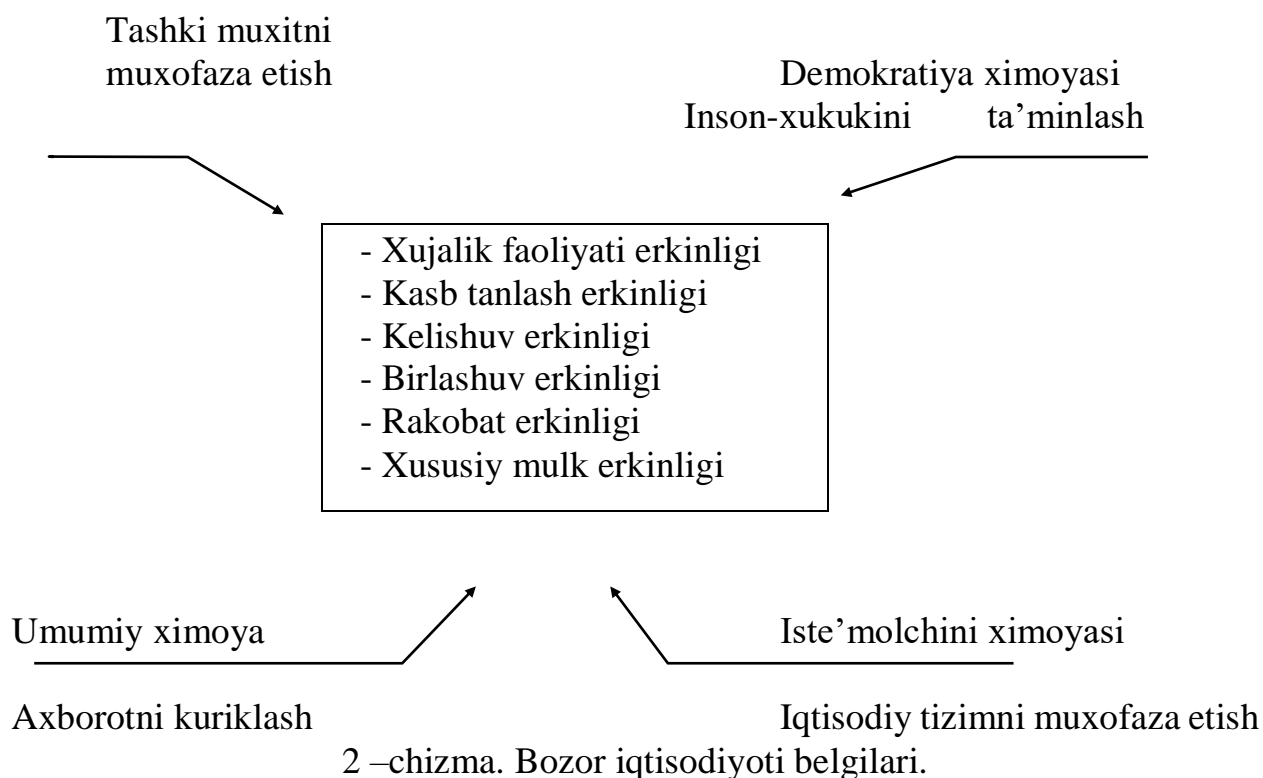 Tashki muxitni
muxofaza etish
Demokratiya ximoyasi
Inson-xukukini ta’minlash
- Xujalik faoliyati erkinligi
- Kasb tanlash erkinligi
- Kelishuv erkinligi
- Birlashuv erkinligi
- Rakobat erkinligi
- Xususiy mulk erkinligi
Umumiy ximoya
Iste’molchini ximoyasi
Axborotni kuriklash
Iqtisodiy tizimni muxofaza etish
2 –chizma. Bozor iqtisodiyoti belgilari.